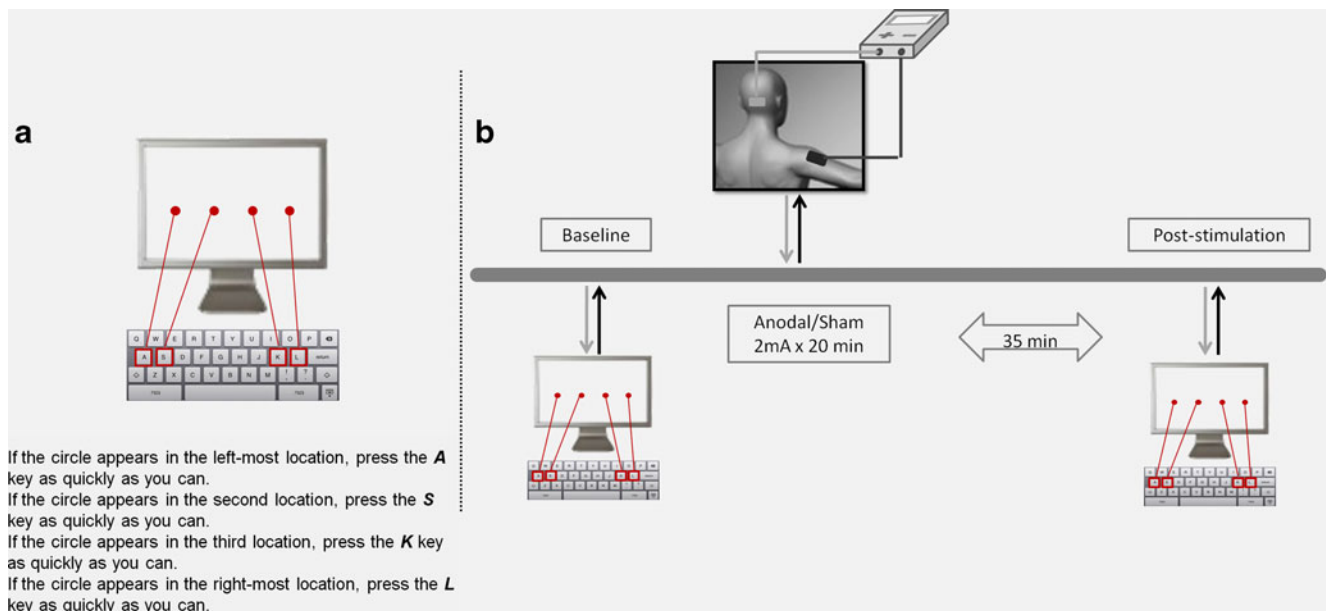 a
Q W E R T Y U I O P
A S D F G H J K L return
Z X C V B N M ! ?
If the circle appears in the left-most location, press the A
key as quickly as you can.
If the circle appears in the second location, press the S
key as quickly as you can.
If the circle appears in the third location, press the K key
as quickly as you can.
If the circle appears in the right-most location, press the L
key as quickly as you can.
b
Baseline
Post-stimulation
Anodal/Sham
2mA x 20 min
35 min